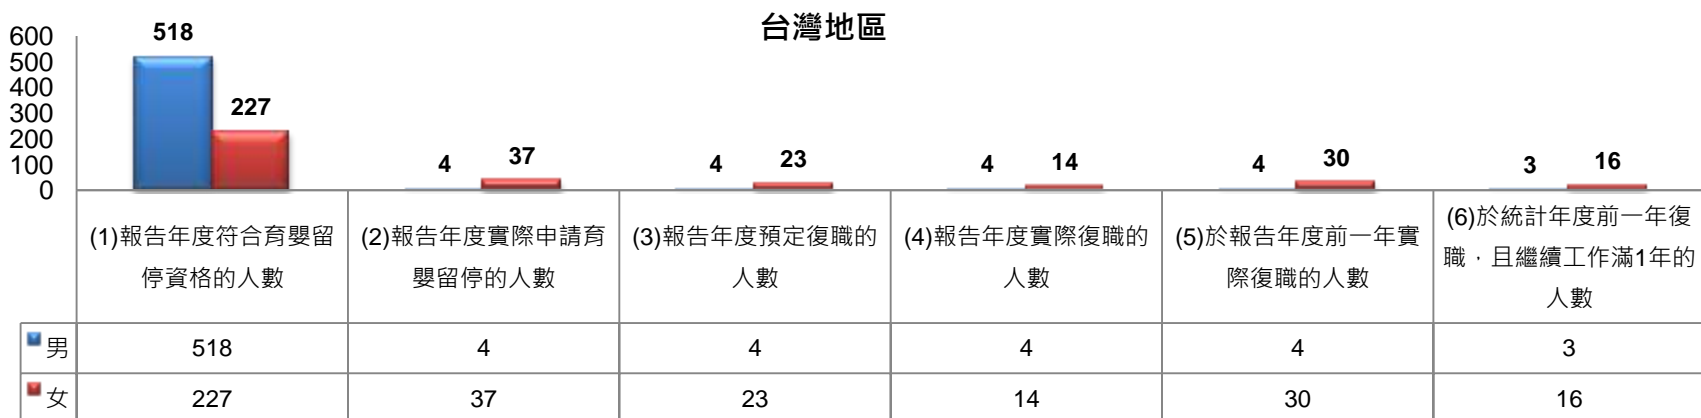 台灣地區
600
500
400
300
200
100
0
518
227
4
37
4
23
4
14
4
30
3
16
(1)報告年度符合育嬰留
停資格的人數
(2)報告年度實際申請育
嬰留停的人數
(3)報告年度預定復職的
人數
(4)報告年度實際復職的
人數
(5)於報告年度前一年實
際復職的人數
(6)於統計年度前一年復
職，且繼續工作滿1年的
人數
男 518 4 4 4 4 3
女 227 37 23 14 30 16